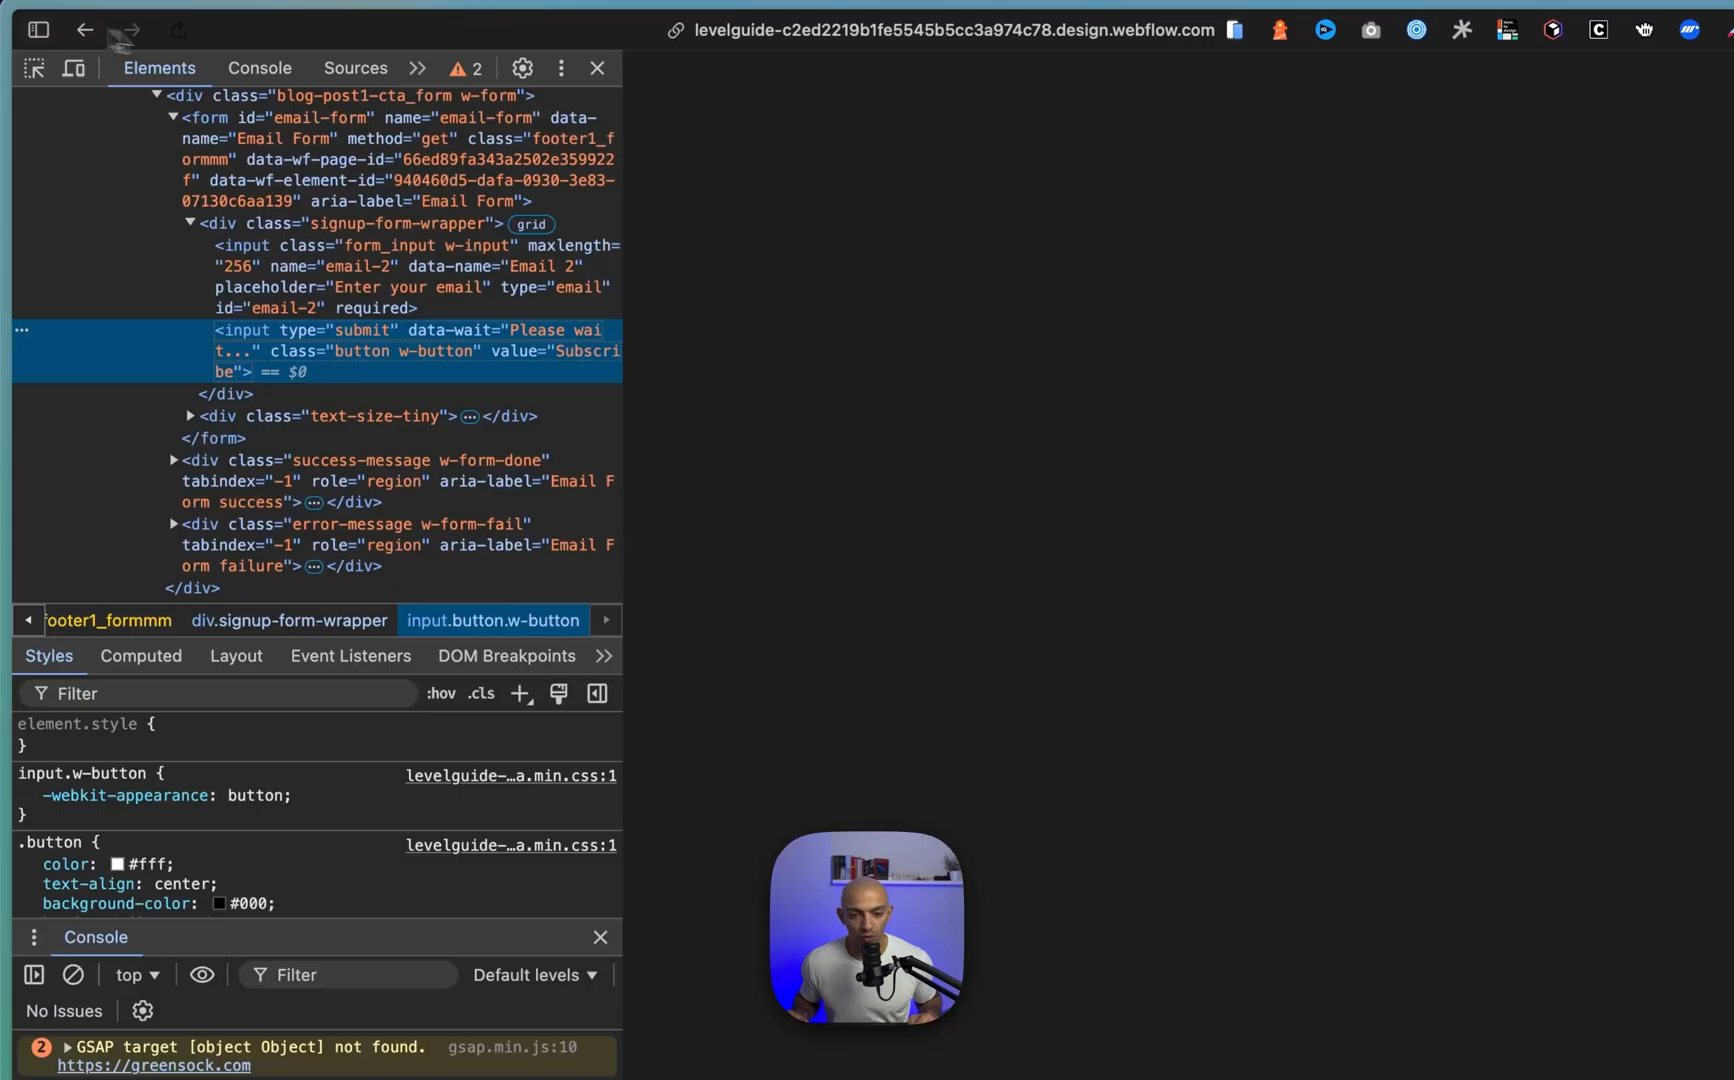 levelguide-c2ed2219b1fe5545b5cc3a974c78.design.webflow.com
Elements Console Sources 2
<div class="blog-post1-cta_form w-form">
<form id="email-form" name="email-form" data-
name="Email Form" method="get" class="footer1_f
ormmm" data-wf-page-id="66ed89fa343a2502e359922
f" data-wf-element-id="940460d5-dafa-0930-3e83-
07130c6aa139" aria-label="Email Form">
<div class="signup-form-wrapper"> grid
<input class="form_input w-input" maxlength=
"256" name="email-2" data-name="Email 2"
placeholder="Enter your email" type="email"
id="email-2" required>
<input type="submit" data-wait="Please wai
t..." class="button w-button" value="Subscri
be"> == $0
</div>
<div class="text-size-tiny"> … </div>
</form>
<div class="success-message w-form-done"
tabindex="-1" role="region" aria-label="Email F
orm success"> … </div>
<div class="error-message w-form-fail"
tabindex="-1" role="region" aria-label="Email F
orm failure"> … </div>
</div>
footer1_formmm div.signup-form-wrapper input.button.w-button
Styles Computed Layout Event Listeners DOM Breakpoints
Filter :hov .cls
element.style {
}
input.w-button { levelguide-…a.min.css:1
-webkit-appearance: button;
}
.button { levelguide-…a.min.css:1
color: #fff;
text-align: center;
background-color: #000;
Console
top Filter Default levels
No Issues
2 GSAP target [object Object] not found. gsap.min.js:10
https://greensock.com